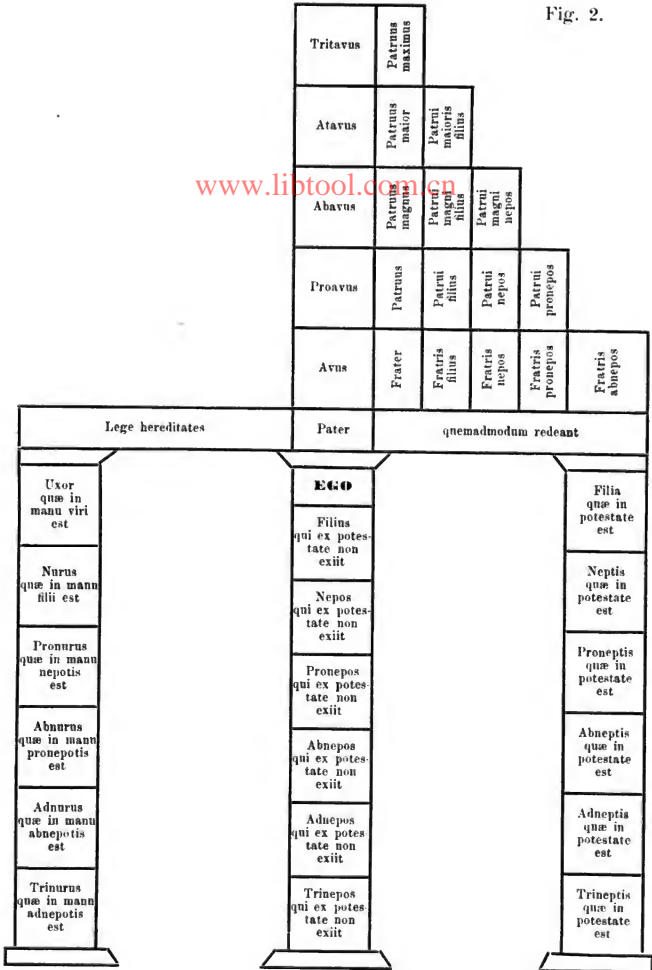 Fig. 2.
Tritavus
Patruus
maximus
Atavus
Patruus
maior
Patrui
maioris
filius
www.libtool.com.cn
Abavus
Patruus
magnus
Patrui
magni
filius
Patrui
magni
nepos
Proavus
Patruus
Patrui
filius
Patrui
nepos
Patrui
pronepos
Avus
Frater
Fratris
filius
Fratris
nepos
Fratris
pronepos
Fratris
abnepos
Lege hereditates
Pater
quemadmodum redeant
Uxor
quæ in
manu viri
est
Nurus
quæ in manu
filii est
Pronurus
quæ in manu
nepotis
est
Abnurus
quæ in manu
pronepotis
est
Adnurus
quæ in manu
abnepotis
est
Trinurus
quæ in manu
adnepotis
est
EGO
Filius
qui ex potes-
tate non
exiit
Nepos
qui ex potes-
tate non
exiit
Pronepos
qui ex potes-
tate non
exiit
Abnepos
qui ex potes-
tate non
exiit
Adnepos
qui ex potes
tate non
exiit
Trinepos
qui ex potes-
tate non
exiit
Filia
quæ in
potestate
est
Neptis
quæ in
potestate
est
Proneptis
quæ in
potestate
est
Abneptis
quæ in
potestate
est
Adneptis
quæ in
potestate
est
Trineptis
quæ in
potestate
est